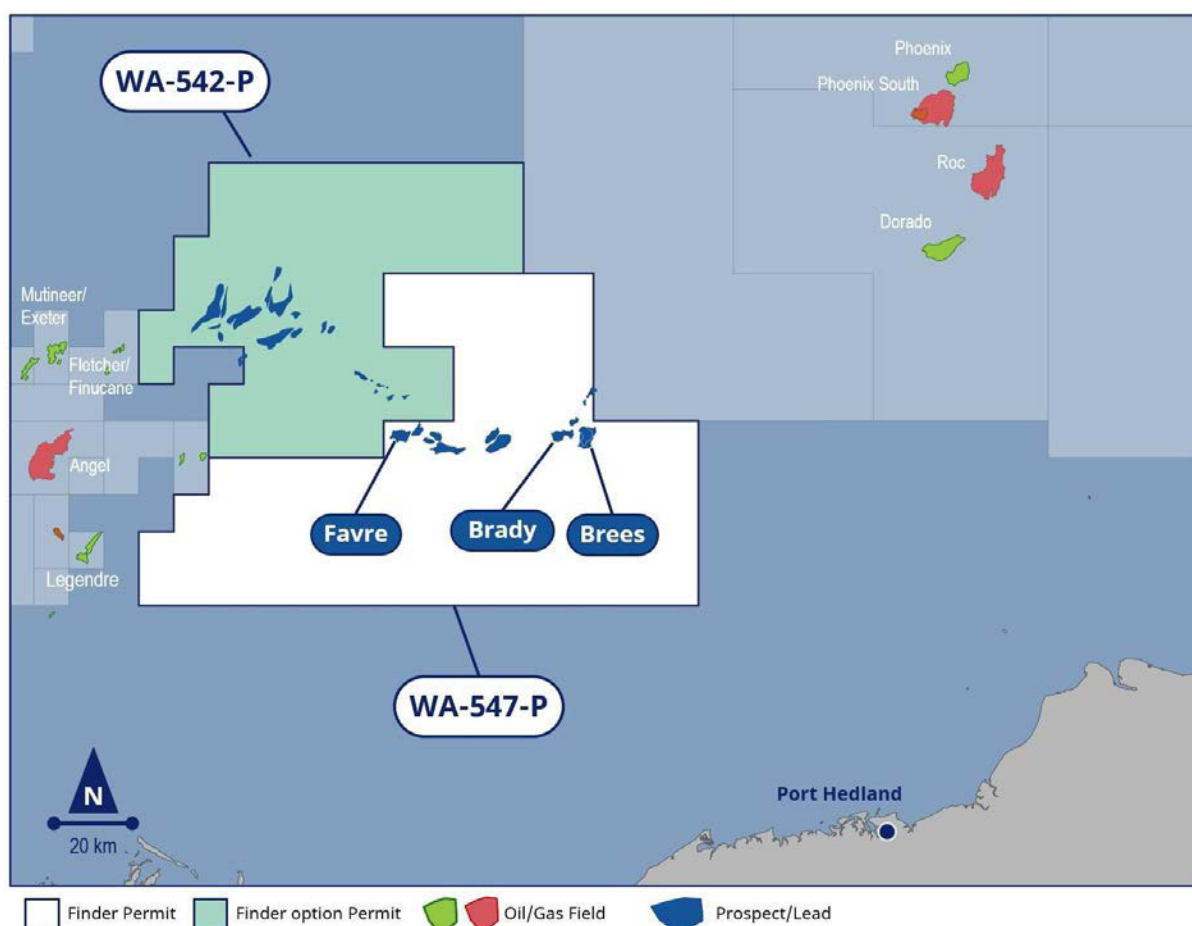 WA-542-P
Phoenix
Phoenix South
Roc
Dorado
Mutineer/
Exeter
Fletcher/
Finucane
Angel
Legendre
Favre
Brady
Brees
WA-547-P
N
20 km
Port Hedland
Finder Permit
Finder option Permit
Oil/Gas Field
Prospect/Lead